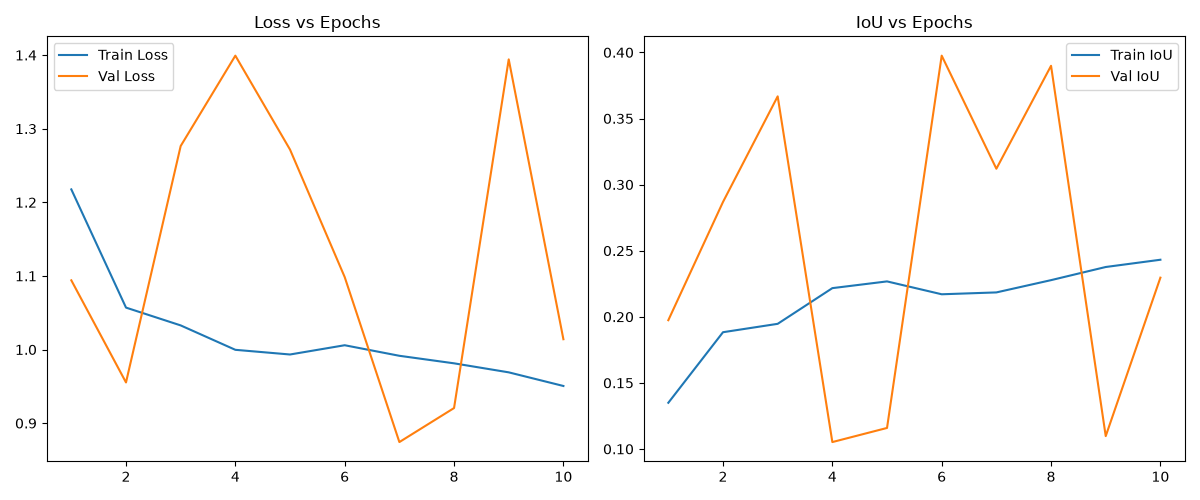 Loss vs Epochs
Train Loss
Val Loss
1.4
1.3
1.2
1.1
1.0
0.9
2 4 6 8 10
IoU vs Epochs
Train IoU
Val IoU
0.40
0.35
0.30
0.25
0.20
0.15
0.10
2 4 6 8 10